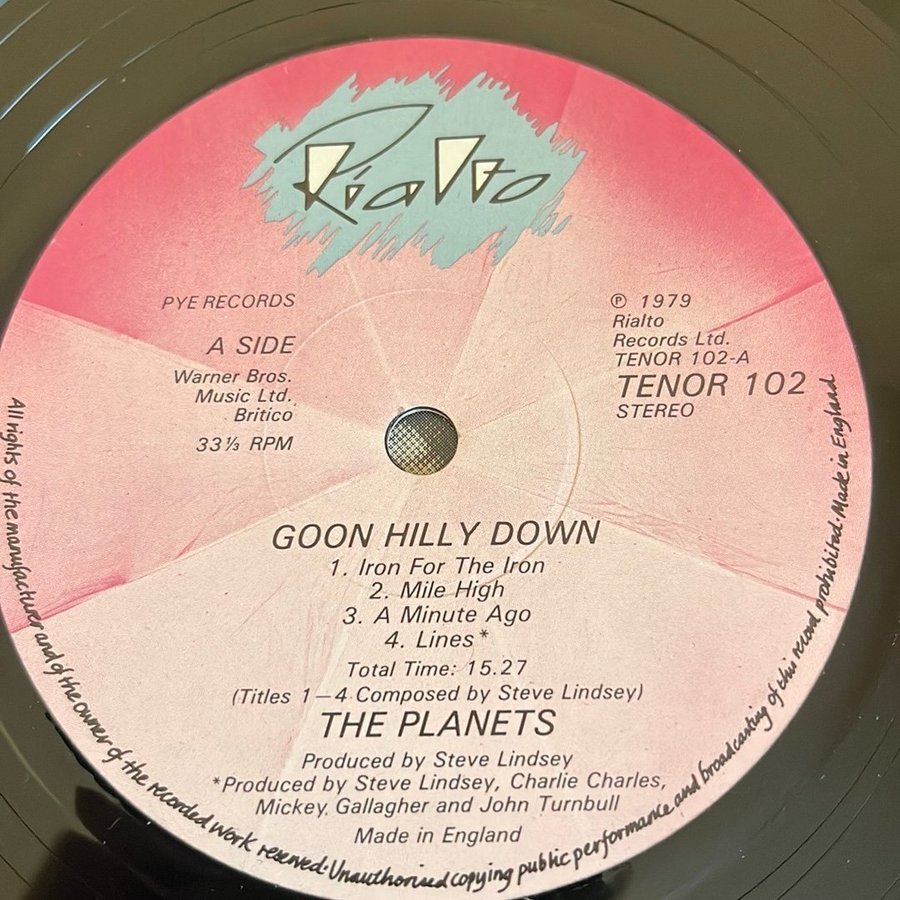 Rialto
PYE RECORDS
A SIDE
Warner Bros.
Music Ltd.
Britico
33⅓ RPM
℗ 1979
Rialto
Records Ltd.
TENOR 102-A
TENOR 102
STEREO
GOON HILLY DOWN
1. Iron For The Iron
2. Mile High
3. A Minute Ago
4. Lines*
Total Time: 15.27
(Titles 1–4 Composed by Steve Lindsey)
THE PLANETS
Produced by Steve Lindsey
*Produced by Steve Lindsey, Charlie Charles,
Mickey Gallagher and John Turnbull
Made in England
All rights of the manufacturer and of the owner of the recorded work reserved·Unauthorised copying public performance and broadcasting of this record prohibited·Made in England